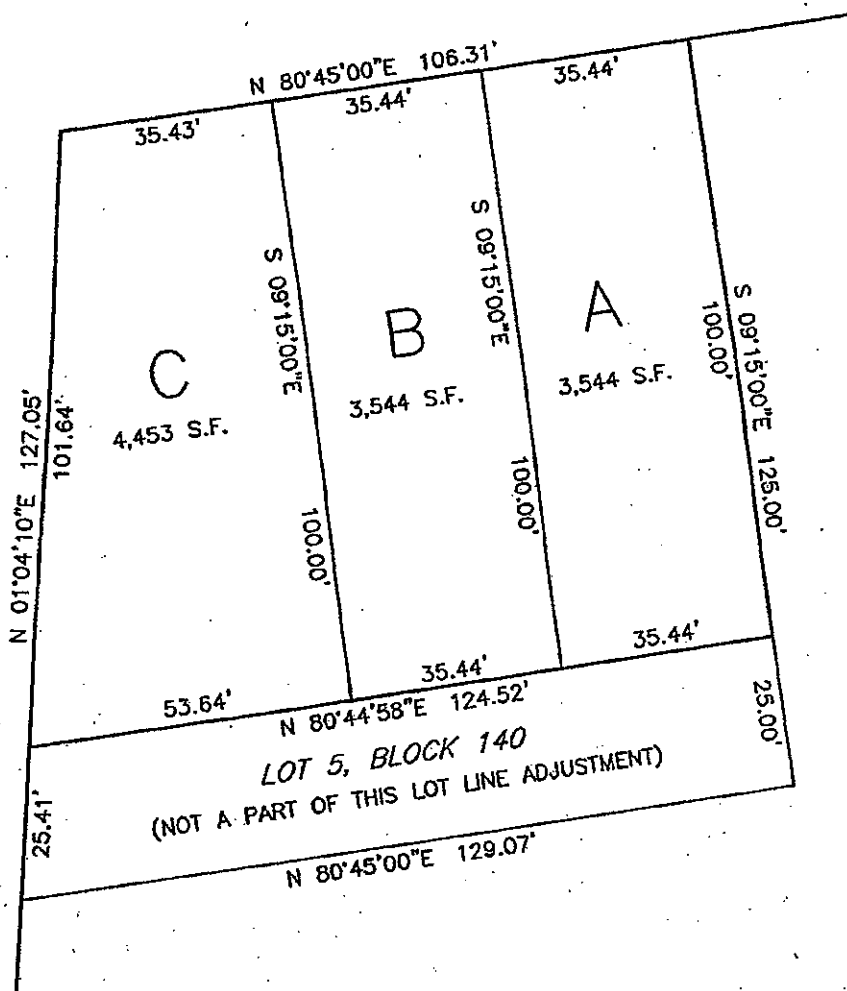 N 80°45'00"E 106.31'
35.43'
35.44'
35.44'
S 09°15'00"E
S 09°15'00"E
S 09°15'00"E 125.00'
100.00'
C
4,453 S.F.
B
3,544 S.F.
A
3,544 S.F.
N 01°04'10"E 127.05'
101.64'
100.00'
100.00'
53.64'
35.44'
35.44'
N 80°44'58"E 124.52'
25.00'
LOT 5, BLOCK 140
(NOT A PART OF THIS LOT LINE ADJUSTMENT)
25.41'
N 80°45'00"E 129.07'